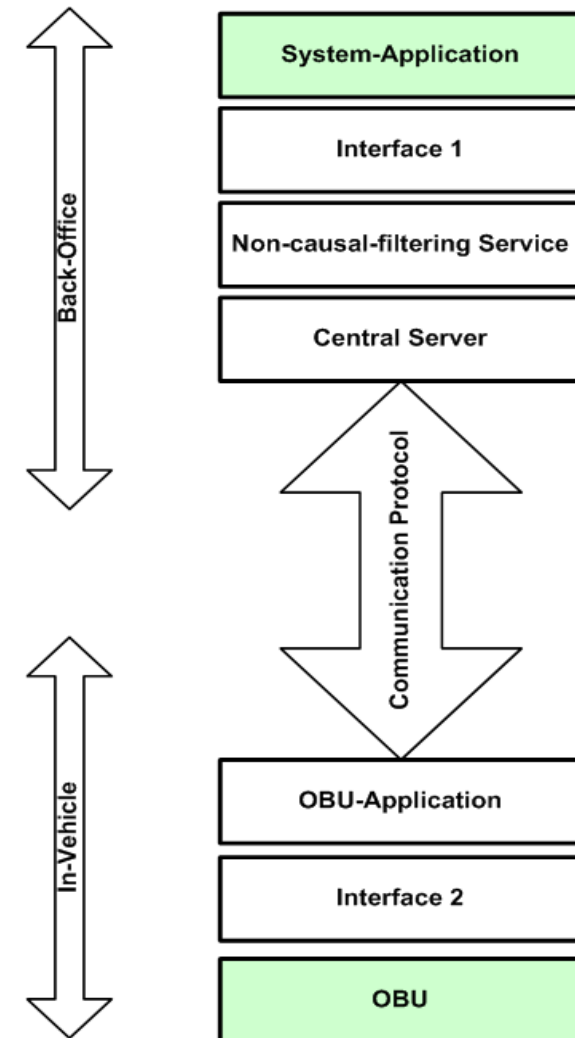 System-Application
Interface 1
Non-causal-filtering Service
Central Server
Back-Office
Communication Protocol
In-Vehicle
OBU-Application
Interface 2
OBU